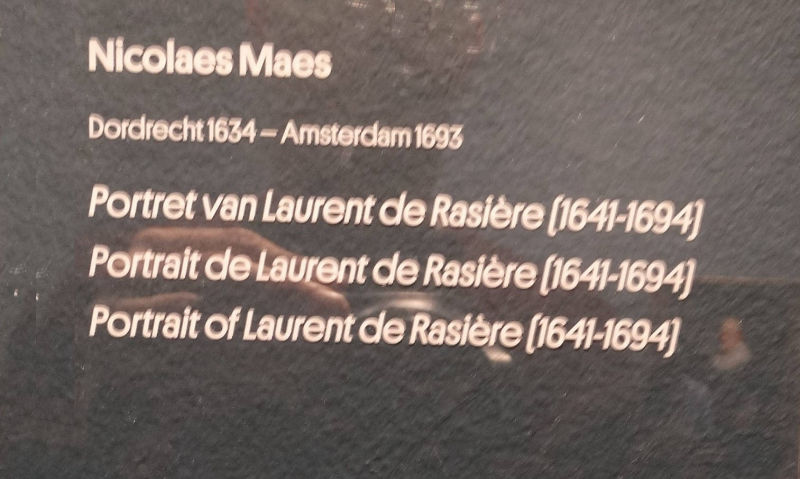 Nicolaes Maes
Dordrecht 1634 – Amsterdam 1693
Portret van Laurent de Rasière (1641-1694)
Portrait de Laurent de Rasière (1641-1694)
Portrait of Laurent de Rasière (1641-1694)